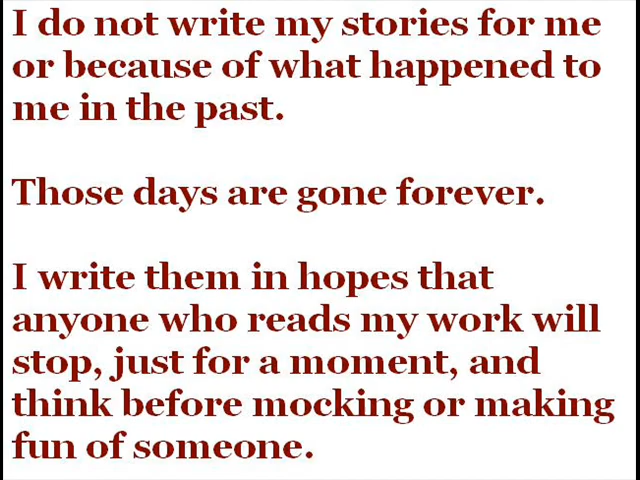 I do not write my stories for me
or because of what happened to
me in the past.
Those days are gone forever.
I write them in hopes that
anyone who reads my work will
stop, just for a moment, and
think before mocking or making
fun of someone.